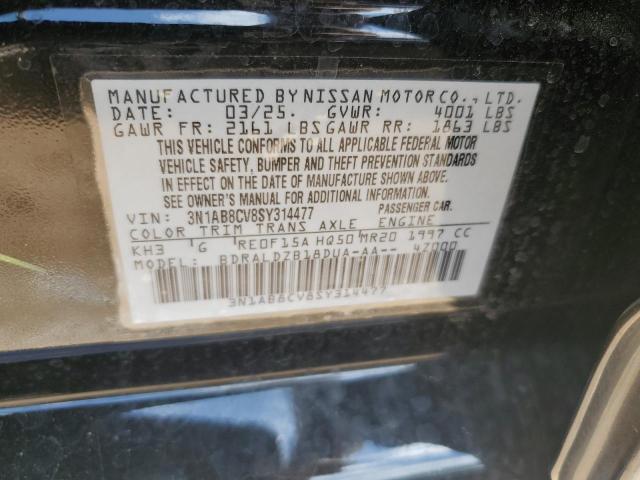 MANUFACTURED BY NISSAN MOTOR CO., LTD.
DATE: 03/25. GVWR: 4001 LBS
GAWR FR: 2161 LBS GAWR RR: 1863 LBS
THIS VEHICLE CONFORMS TO ALL APPLICABLE FEDERAL MOTOR
VEHICLE SAFETY, BUMPER AND THEFT PREVENTION STANDARDS
IN EFFECT ON THE DATE OF MANUFACTURE SHOWN ABOVE.
SEE OWNER'S MANUAL FOR ADDITIONAL INFORMATION.
VIN: 3N1AB8CV8SY314477 PASSENGER CAR.
COLOR TRIM TRANS AXLE ENGINE
KH3 G RE0F15A HQ50 MR20 1997 CC
MODEL: BDRALDZB18DUA-AA-- 47000
3N1AB8CV8SY314477